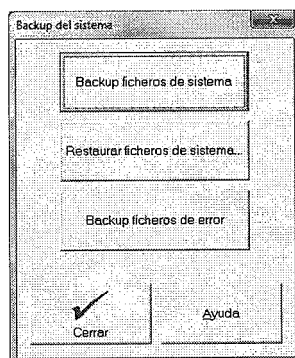 Backup del sistema
Backup ficheros de sistema
Restaurar ficheros de sistema...
Backup ficheros de error
Cerrar
Ayuda